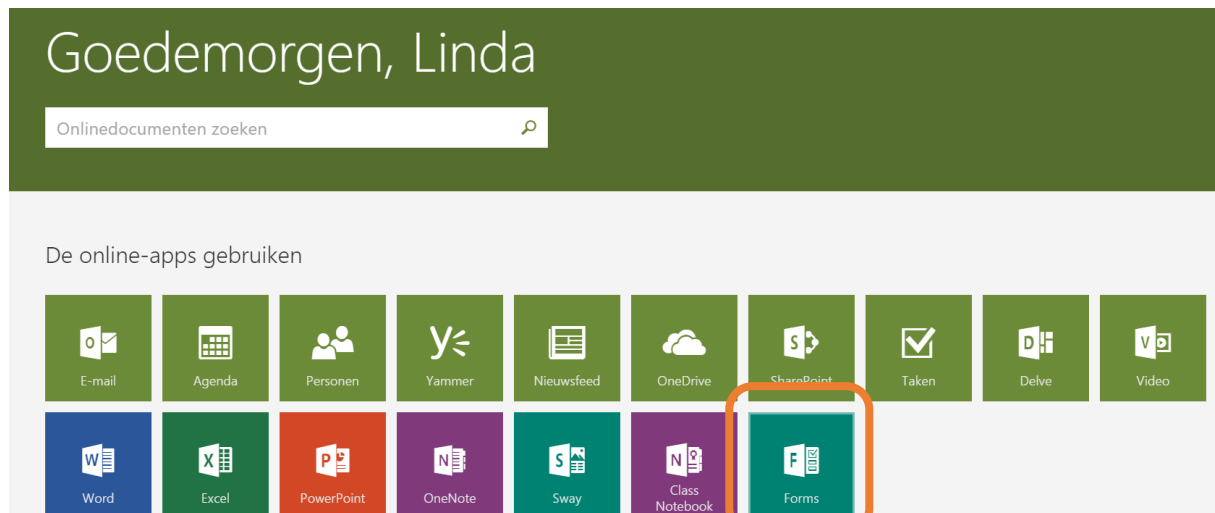 Goedemorgen, Linda
Onlinedocumenten zoeken
De online-apps gebruiken
E-mail
Agenda
Personen
Yammer
Nieuwsfeed
OneDrive
SharePoint
Taken
Delve
Video
Word
Excel
PowerPoint
OneNote
Sway
Class
Notebook
Forms